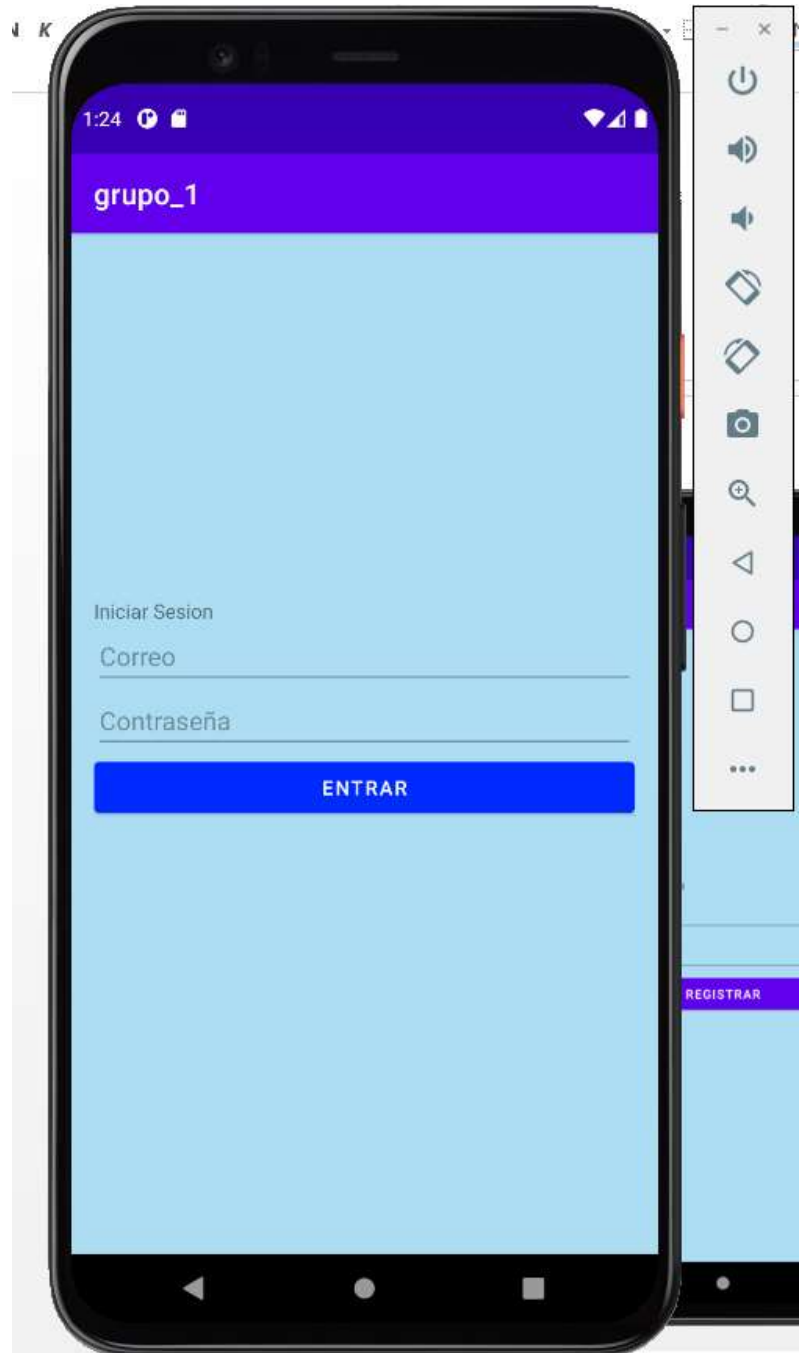 K
1:24
grupo_1
Iniciar Sesion
Correo
Contraseña
ENTRAR
REGISTRAR